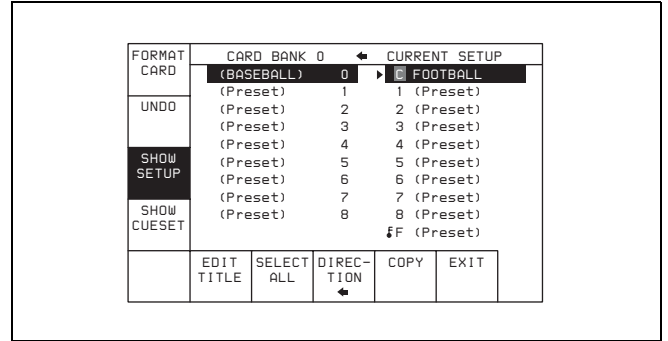 FORMAT
CARD
UNDO
SHOW
SETUP
SHOW
CUESET
CARD BANK 0 ← CURRENT SETUP
(BASEBALL) 0 ▶ C FOOTBALL
(Preset) 1 1 (Preset)
(Preset) 2 2 (Preset)
(Preset) 3 3 (Preset)
(Preset) 4 4 (Preset)
(Preset) 5 5 (Preset)
(Preset) 6 6 (Preset)
(Preset) 7 7 (Preset)
(Preset) 8 8 (Preset)
F (Preset)
EDIT
TITLE
SELECT
ALL
DIREC-
TION
←
COPY
EXIT